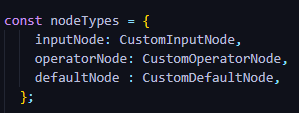 const nodeTypes = {
inputNode: CustomInputNode,
operatorNode: CustomOperatorNode,
defaultNode : CustomDefaultNode,
};